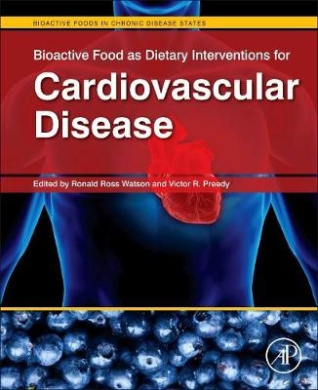 BIOACTIVE FOODS IN CHRONIC DISEASE STATES
Bioactive Food as Dietary Interventions for
Cardiovascular
Disease
Edited by Ronald Ross Watson and Victor R. Preedy
AP